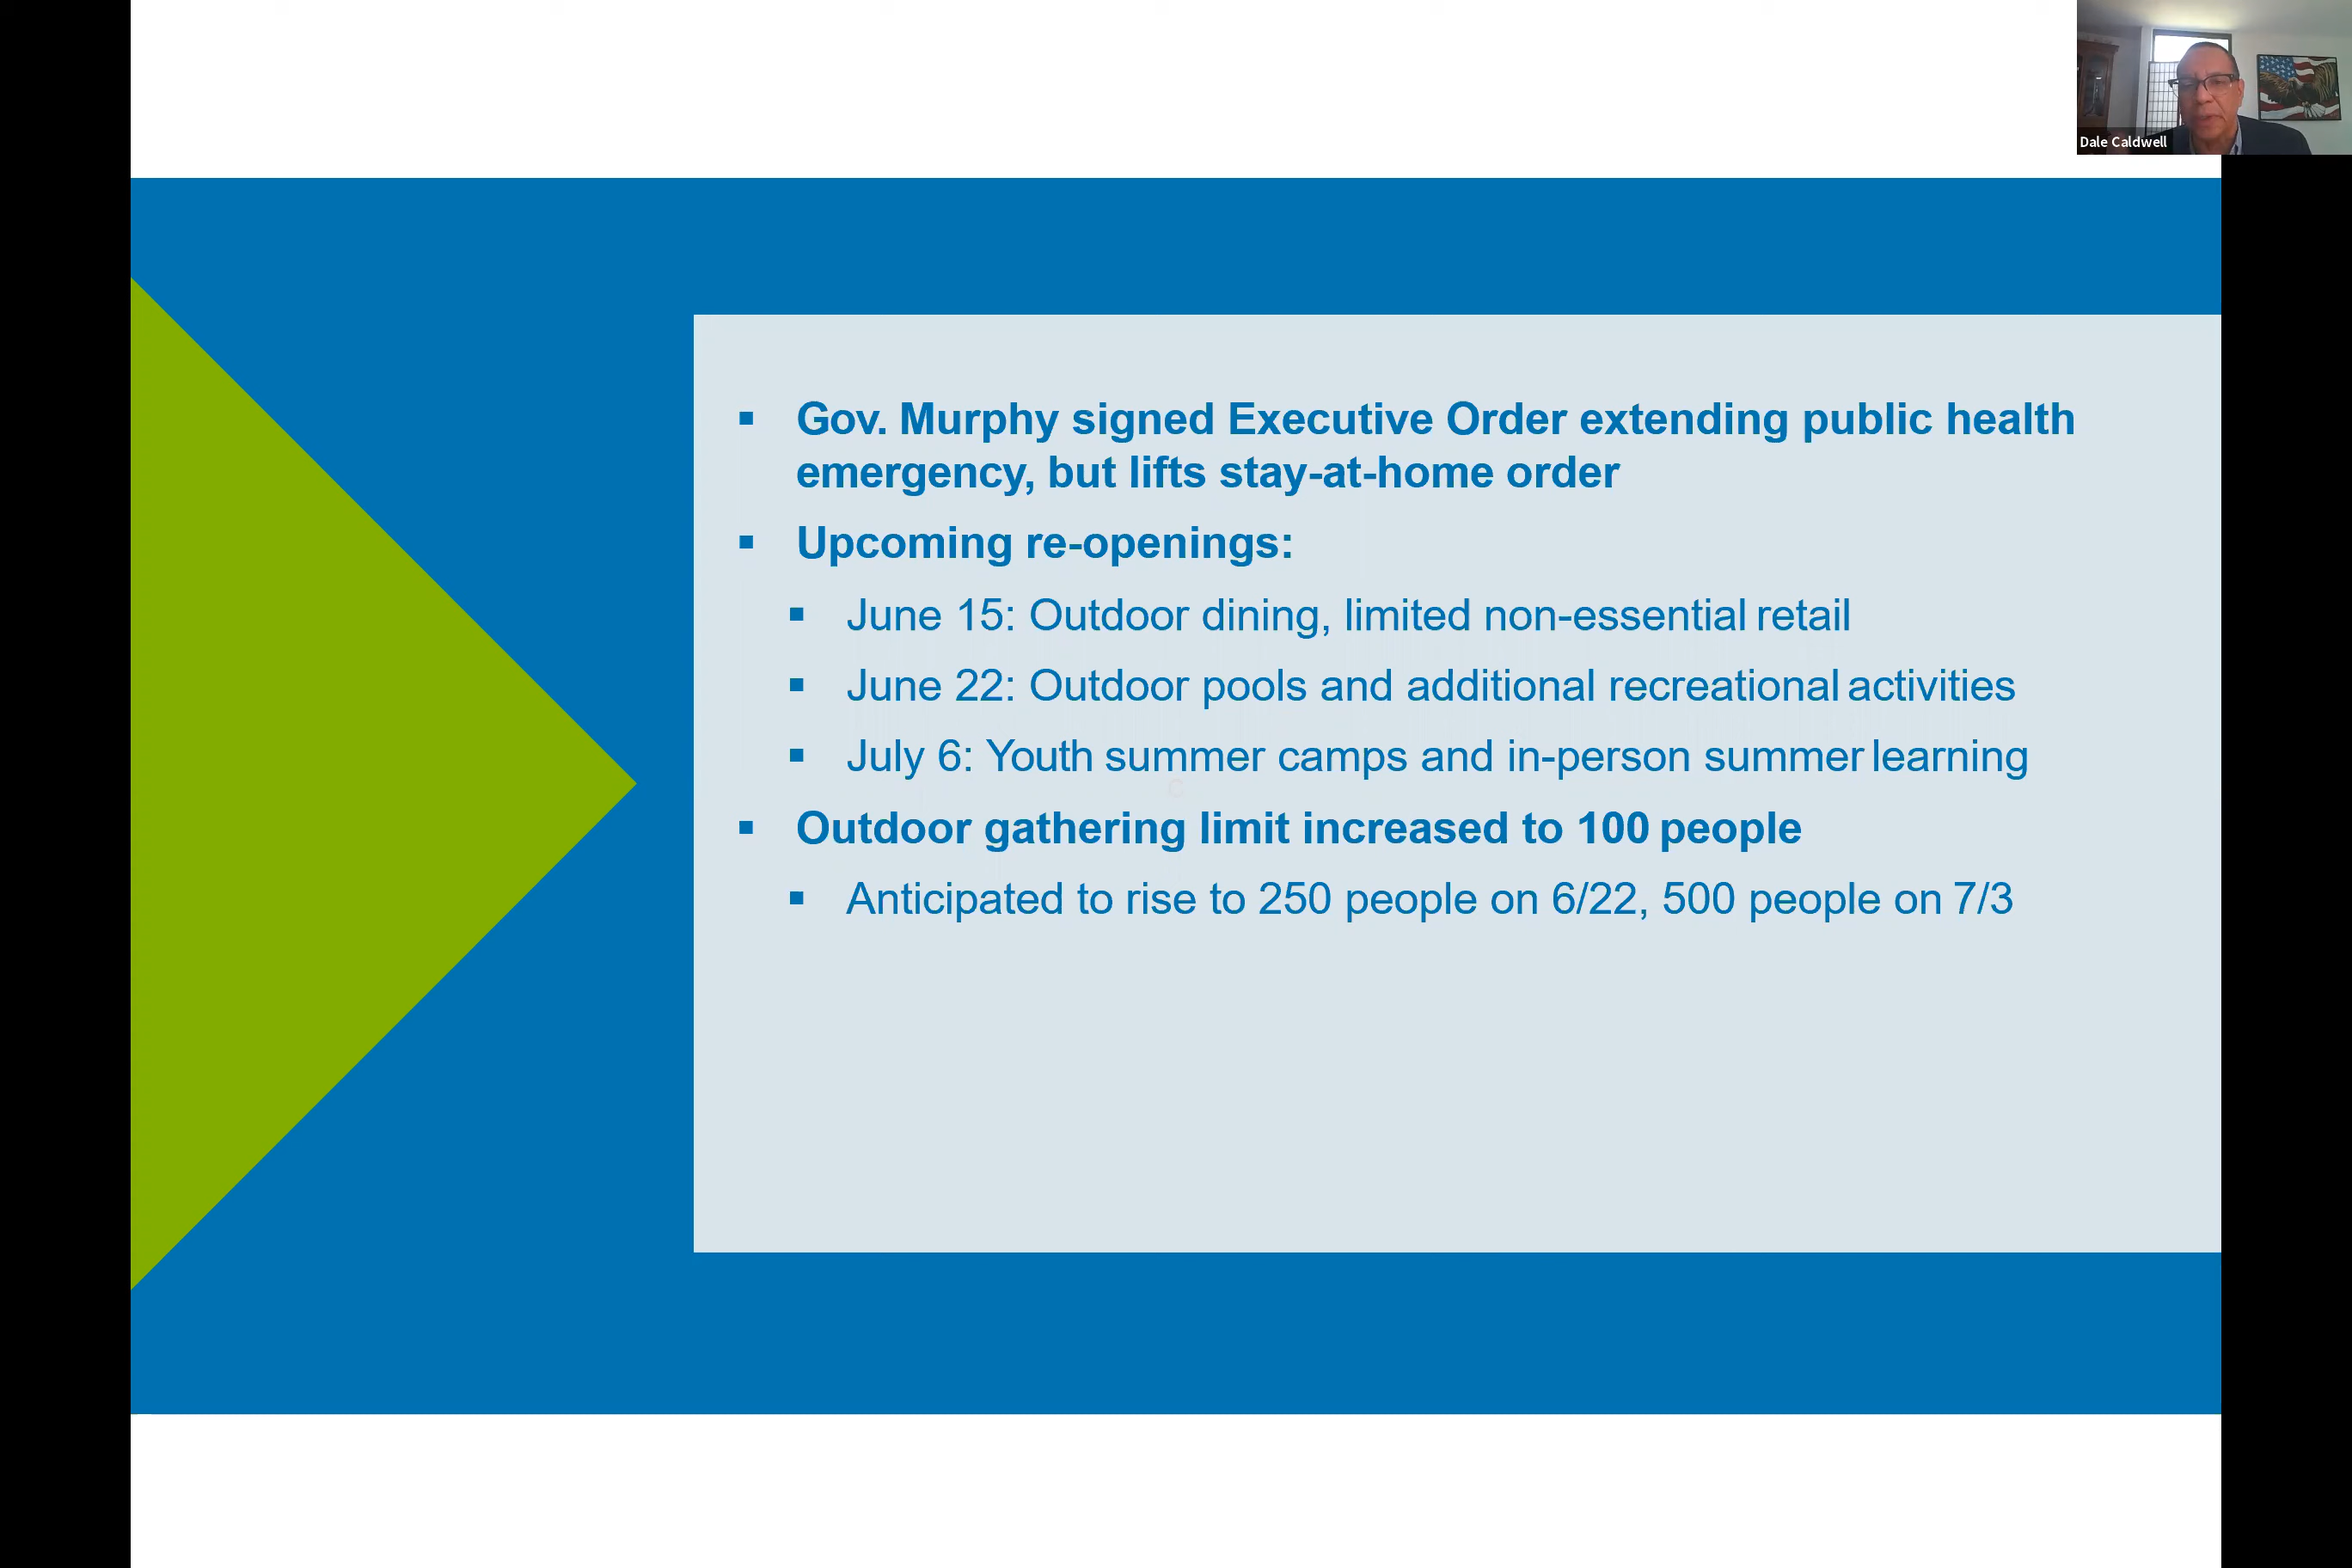 Dale Caldwell
▪ Gov. Murphy signed Executive Order extending public health
emergency, but lifts stay-at-home order
▪ Upcoming re-openings:
▪ June 15: Outdoor dining, limited non-essential retail
▪ June 22: Outdoor pools and additional recreational activities
▪ July 6: Youth summer camps and in-person summer learning
▪ Outdoor gathering limit increased to 100 people
▪ Anticipated to rise to 250 people on 6/22, 500 people on 7/3